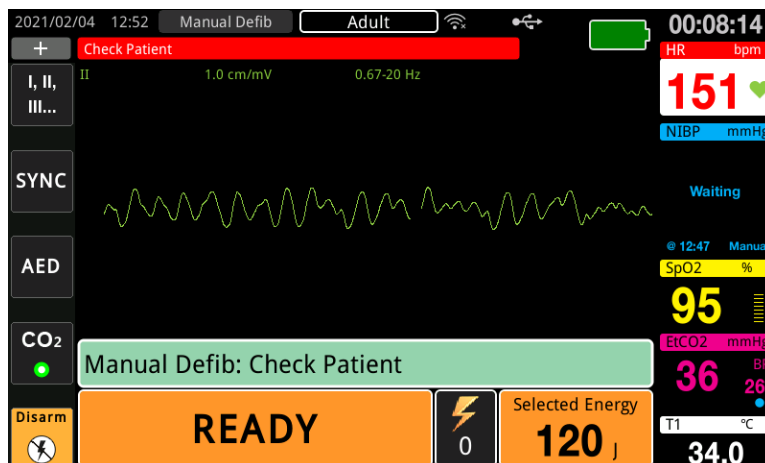 2021/02/04 12:52 Manual Defib Adult 00:08:14
+ Check Patient
HR bpm
I, II,
III...
II 1.0 cm/mV 0.67-20 Hz
151
NIBP mmHg
SYNC
Waiting
@ 12:47 Manua
AED
SpO2 %
95
CO2
EtCO2 mmHg
Manual Defib: Check Patient
36 26
Disarm
READY
0
Selected Energy
120 J
T1 °C
34.0